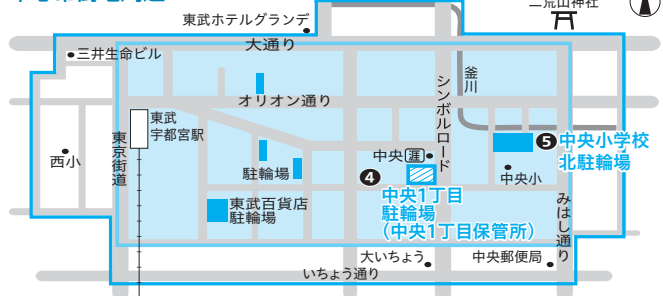 二荒山神社
東武ホテルグランデ
大通り
三井生命ビル
釜川
シンボルロード
オリオン通り
東武
宇都宮駅
東京街道
西小
駐輪場
中央
❹
❺
中央小学校
北駐輪場
中央小
中央1丁目
駐輪場
(中央1丁目保管所)
東武百貨店
駐輪場
みはし通り
大いちょう
中央郵便局
いちょう通り